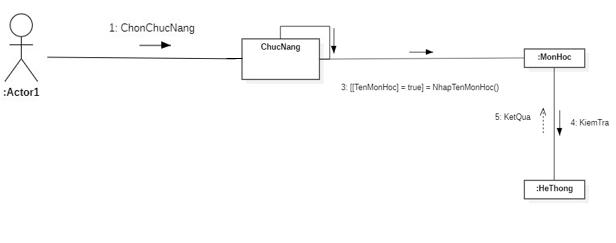 1: ChonChucNang
ChucNang
:MonHoc
:Actor1
3: [[TenMonHoc] = true] = NhapTenMonHoc()
5: KetQua
4: KiemTra
:HeThong